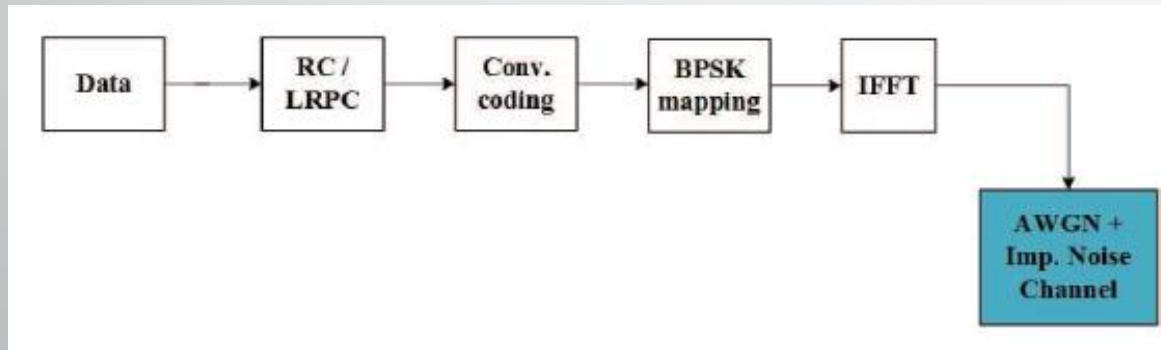 Data
RC /
LRPC
Conv.
coding
BPSK
mapping
IFFT
AWGN +
Imp. Noise
Channel